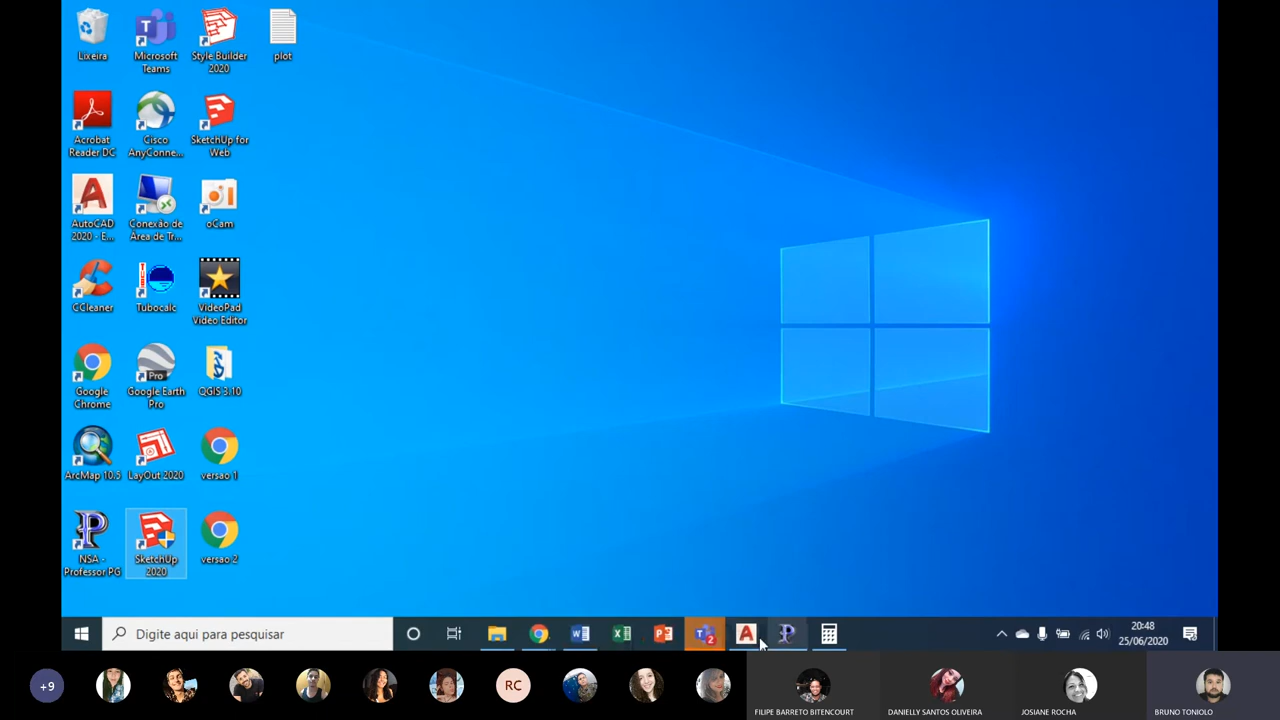 Lixeira
Microsoft
Teams
Style Builder
2020
plot
Acrobat
Reader DC
Cisco
AnyConne...
SketchUp for
Web
AutoCAD
2020 - E...
Conexão de
Área de Tr...
oCam
CCleaner
Tubocalc
VideoPad
Video Editor
Google
Chrome
Pro
Google Earth
Pro
QGIS 3.10
ArcMap 10.5
LayOut 2020
versao 1
NSA -
Professor PG
SketchUp
2020
versao 2
Digite aqui para pesquisar
2
20:48
25/06/2020
+9
RC
FILIPE BARRETO BITENCOURT
DANIELLY SANTOS OLIVEIRA
JOSIANE ROCHA
BRUNO TONIOLO